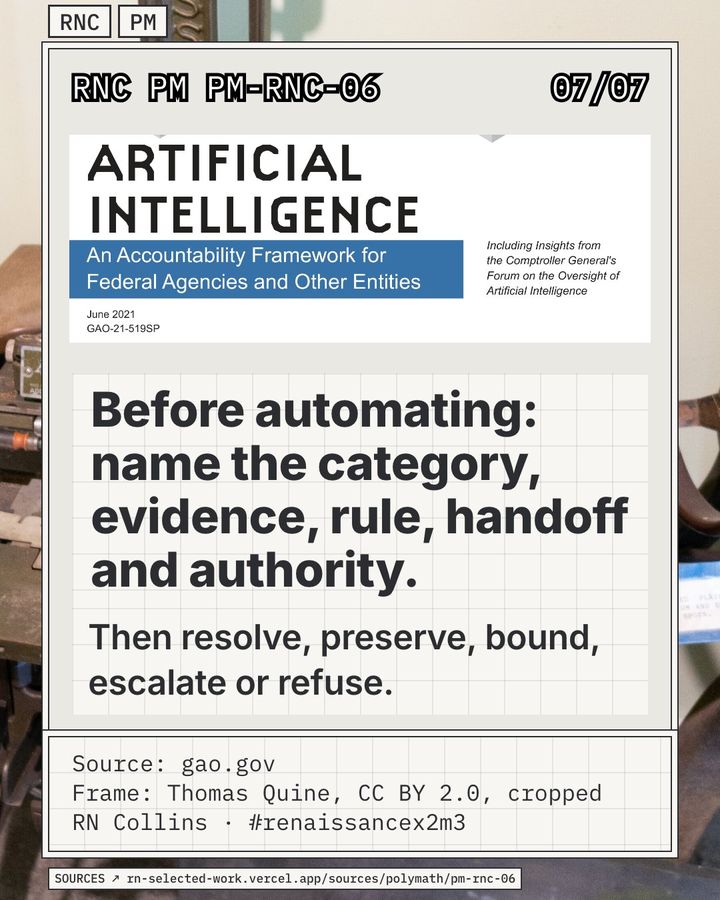 RNC PM
RNC PM PM-RNC-06 07/07
ARTIFICIAL
INTELLIGENCE
An Accountability Framework for
Federal Agencies and Other Entities
Including Insights from
the Comptroller General's
Forum on the Oversight of
Artificial Intelligence
June 2021
GAO-21-519SP
Before automating:
name the category,
evidence, rule, handoff
and authority.
Then resolve, preserve, bound,
escalate or refuse.
Source: gao.gov
Frame: Thomas Quine, CC BY 2.0, cropped
RN Collins · #renaissancex2m3
SOURCES ↗ rn-selected-work.vercel.app/sources/polymath/pm-rnc-06